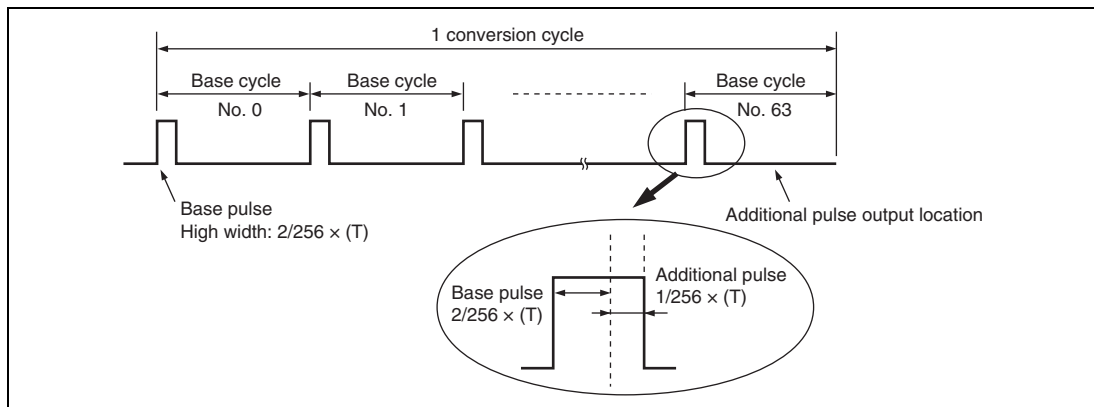 1 conversion cycle
Base cycle
No. 0
Base cycle
No. 1
Base cycle
No. 63
Base pulse
High width: 2/256 × (T)
Additional pulse output location
Base pulse
2/256 × (T)
Additional pulse
1/256 × (T)